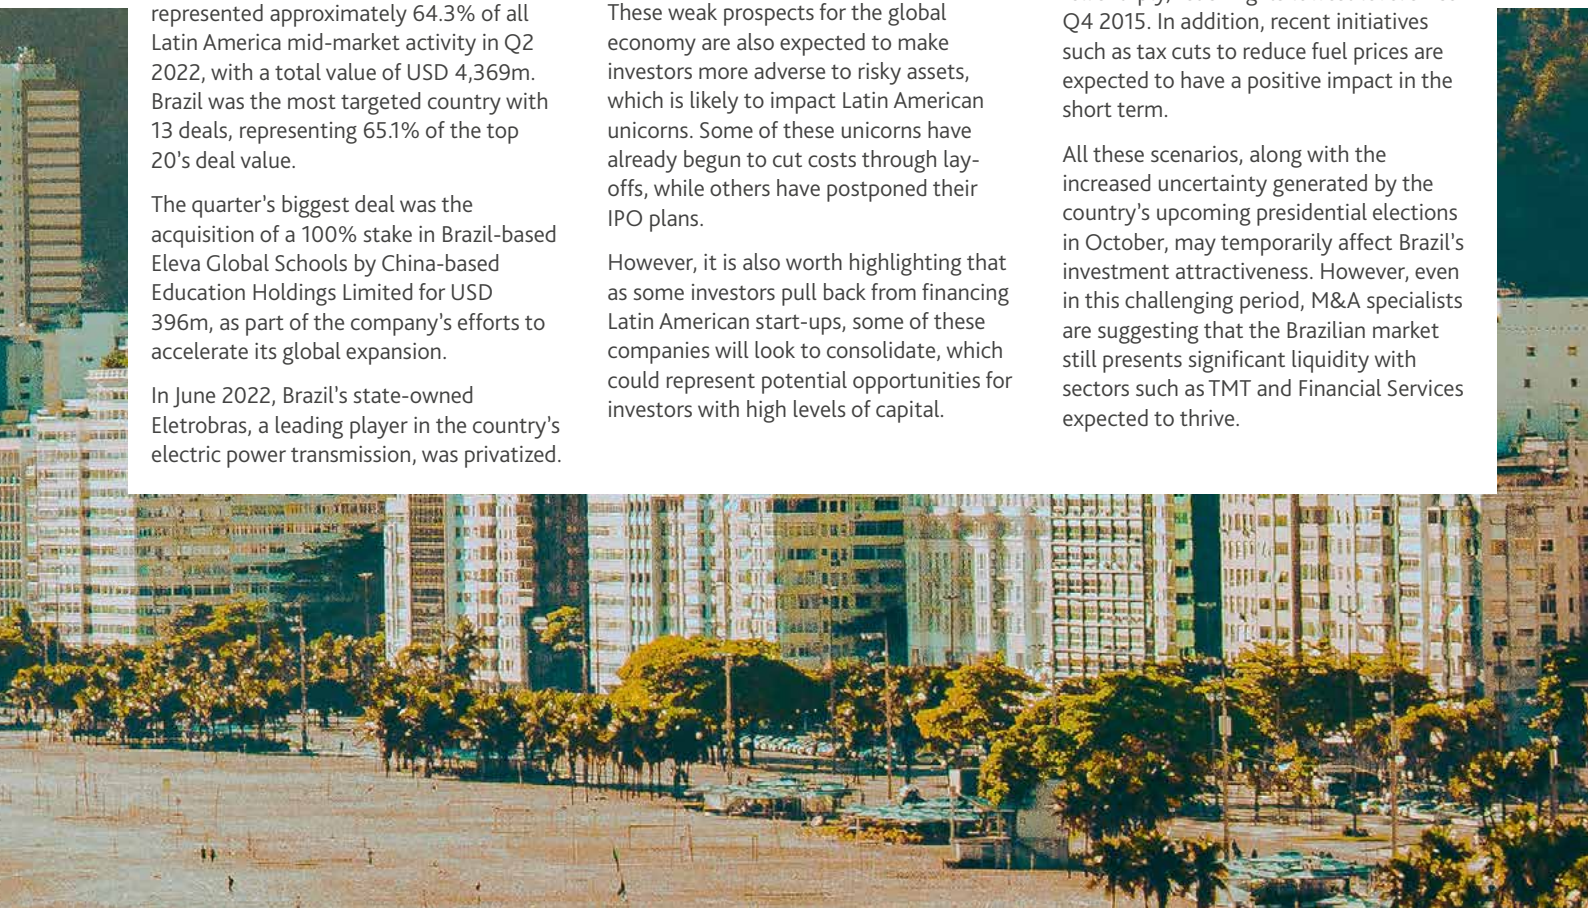 represented approximately 64.3% of all
Latin America mid-market activity in Q2
2022, with a total value of USD 4,369m.
Brazil was the most targeted country with
13 deals, representing 65.1% of the top
20's deal value.
The quarter's biggest deal was the
acquisition of a 100% stake in Brazil-based
Eleva Global Schools by China-based
Education Holdings Limited for USD
396m, as part of the company's efforts to
accelerate its global expansion.
In June 2022, Brazil's state-owned
Eletrobras, a leading player in the country's
electric power transmission, was privatized.
These weak prospects for the global
economy are also expected to make
investors more adverse to risky assets,
which is likely to impact Latin American
unicorns. Some of these unicorns have
already begun to cut costs through lay-
offs, while others have postponed their
IPO plans.
However, it is also worth highlighting that
as some investors pull back from financing
Latin American start-ups, some of these
companies will look to consolidate, which
could represent potential opportunities for
investors with high levels of capital.
Q4 2015. In addition, recent initiatives
such as tax cuts to reduce fuel prices are
expected to have a positive impact in the
short term.
All these scenarios, along with the
increased uncertainty generated by the
country's upcoming presidential elections
in October, may temporarily affect Brazil's
investment attractiveness. However, even
in this challenging period, M&A specialists
are suggesting that the Brazilian market
still presents significant liquidity with
sectors such as TMT and Financial Services
expected to thrive.